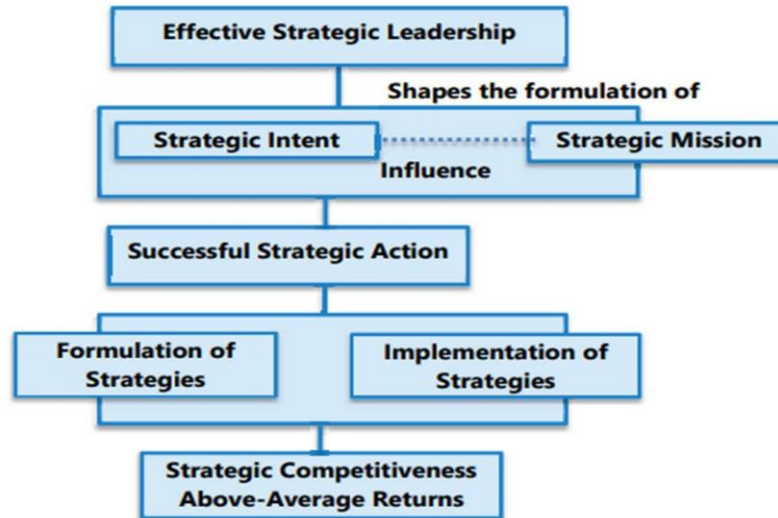 Effective Strategic Leadership
Shapes the formulation of
Strategic Intent
Strategic Mission
Influence
Successful Strategic Action
Formulation of
Strategies
Implementation of
Strategies
Strategic Competitiveness
Above-Average Returns